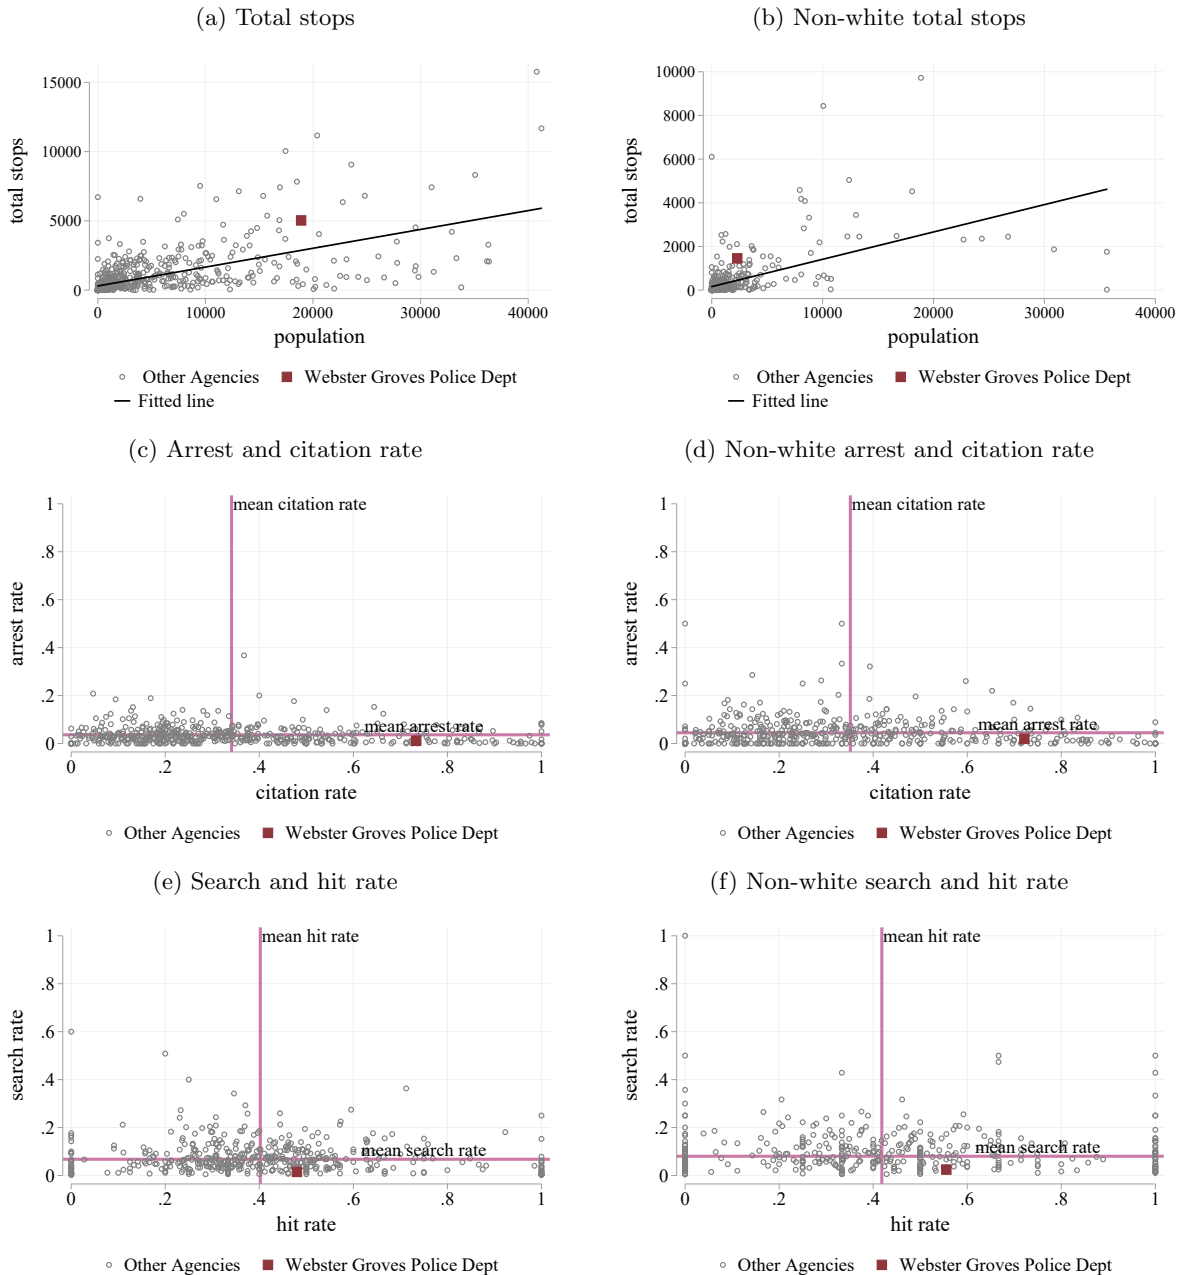 (a) Total stops
15000
10000
5000
0
total stops
0 10000 20000 30000 40000
population
Other Agencies Webster Groves Police Dept
Fitted line
(b) Non-white total stops
10000
8000
6000
4000
2000
0
total stops
0 10000 20000 30000 40000
population
Other Agencies Webster Groves Police Dept
Fitted line
(c) Arrest and citation rate
1
.8
.6
.4
.2
0
arrest rate
mean citation rate
mean arrest rate
0 .2 .4 .6 .8 1
citation rate
Other Agencies Webster Groves Police Dept
(d) Non-white arrest and citation rate
1
.8
.6
.4
.2
0
arrest rate
mean citation rate
mean arrest rate
0 .2 .4 .6 .8 1
citation rate
Other Agencies Webster Groves Police Dept
(e) Search and hit rate
1
.8
.6
.4
.2
0
search rate
mean hit rate
mean search rate
0 .2 .4 .6 .8 1
hit rate
Other Agencies Webster Groves Police Dept
(f) Non-white search and hit rate
1
.8
.6
.4
.2
0
search rate
mean hit rate
mean search rate
0 .2 .4 .6 .8 1
hit rate
Other Agencies Webster Groves Police Dept